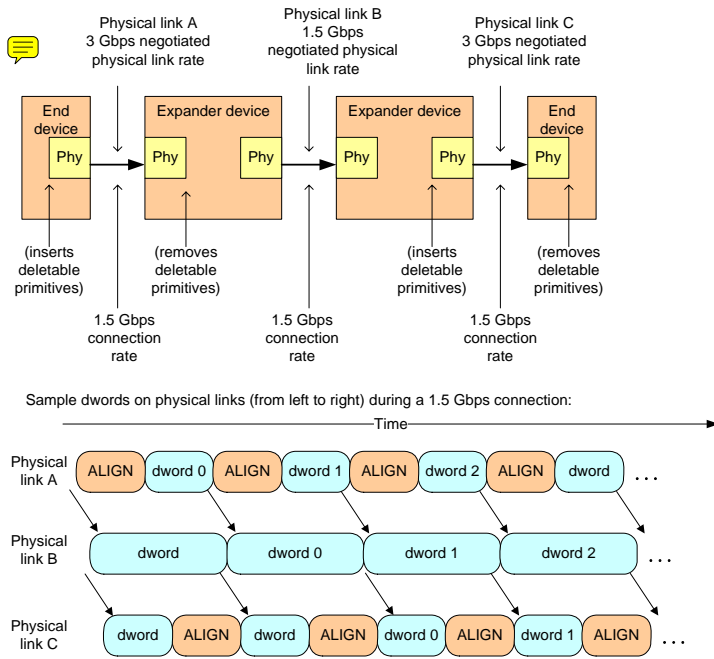 Physical link A
3 Gbps negotiated
physical link rate
Physical link B
1.5 Gbps
negotiated physical
link rate
Physical link C
3 Gbps negotiated
physical link rate
End
device
Expander device
Expander device
End
device
Phy
Phy
Phy
Phy
Phy
Phy
(inserts
deletable
primitives)
(removes
deletable
primitives)
(inserts
deletable
primitives)
(removes
deletable
primitives)
1.5 Gbps
connection
rate
1.5 Gbps
connection
rate
1.5 Gbps
connection
rate
Sample dwords on physical links (from left to right) during a 1.5 Gbps connection:
Time
Physical
link A
ALIGN dword 0 ALIGN dword 1 ALIGN dword 2 ALIGN dword ...
Physical
link B
dword dword 0 dword 1 dword 2 ...
Physical
link C
dword ALIGN dword ALIGN dword 0 ALIGN dword 1 ALIGN ...